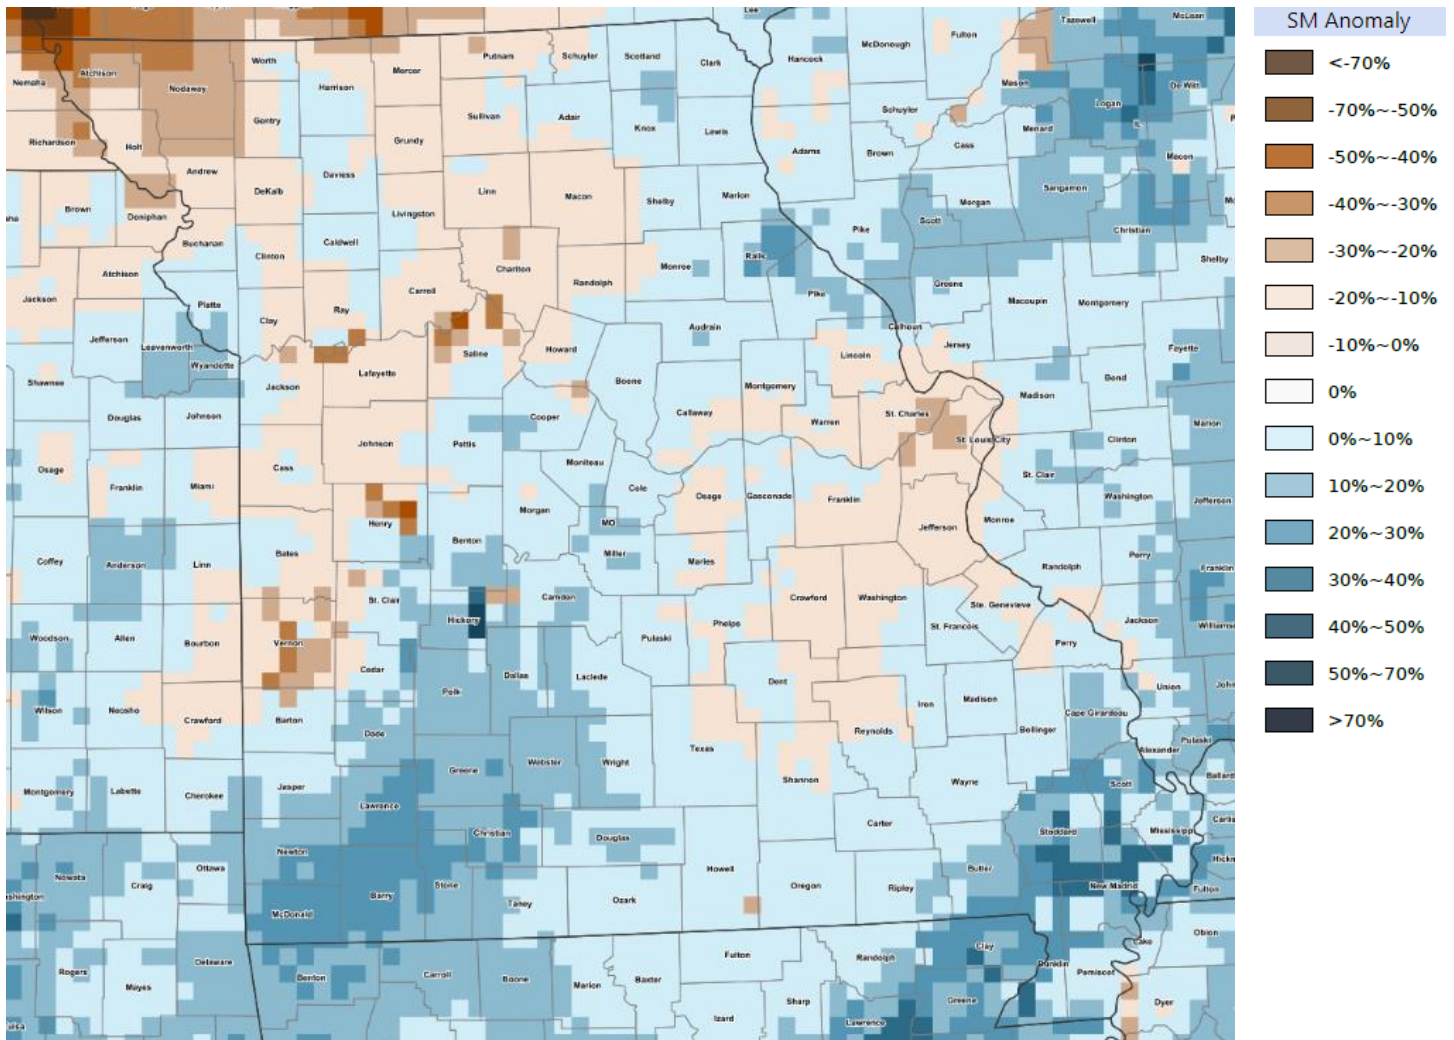 SM Anomaly
<-70%
-70%~-50%
-50%~-40%
-40%~-30%
-30%~-20%
-20%~-10%
-10%~0%
0%
0%~10%
10%~20%
20%~30%
30%~40%
40%~50%
50%~70%
>70%
Lee
Tazewell
McLean
Worth
Putnam
Schuyler
Scotland
Clark
Hancock
McDonough
Fulton
Nemaha
Atchison
Nodaway
Harrison
Mercer
Mason
De Witt
Logan
Gentry
Sullivan
Adair
Knox
Lewis
Schuyler
Menard
IL
Richardson
Holt
Grundy
Adams
Brown
Cass
Macon
Andrew
DeKalb
Daviess
Linn
Macon
Shelby
Marion
Sangamon
Brown
Doniphan
Livingston
Morgan
Scott
Christian
Buchanan
Clinton
Caldwell
Chariton
Monroe
Ralls
Pike
Shelby
Atchison
Carroll
Randolph
Pike
Greene
Macoupin
Montgomery
Jackson
Platte
Clay
Ray
Audrain
Calhoun
Jefferson
Leavenworth
Wyandotte
Saline
Howard
Lincoln
Jersey
Fayette
Shawnee
Jackson
Lafayette
Boone
Montgomery
Bond
Madison
Douglas
Johnson
Cooper
Callaway
Warren
St. Charles
Marion
Osage
Cass
Johnson
Pettis
Moniteau
St. Louis City
Clinton
St. Clair
Franklin
Miami
Cole
Osage
Gasconade
Franklin
Washington
Jefferson
Henry
Morgan
MO
Jefferson
Monroe
Coffey
Anderson
Linn
Bates
Benton
Miller
Maries
Randolph
Perry
Franklin
St. Clair
Camden
Crawford
Washington
Ste. Genevieve
Woodson
Allen
Bourbon
Vernon
Hickory
Pulaski
Phelps
St. Francois
Perry
Jackson
Cedar
Dallas
Laclede
Dent
Wilson
Neosho
Crawford
Barton
Polk
Iron
Madison
Union
Cape Girardeau
Dade
Texas
Reynolds
Bollinger
Alexander
Pulaski
Montgomery
Labette
Cherokee
Jasper
Greene
Webster
Wright
Shannon
Wayne
Scott
Lawrence
Christian
Douglas
Carter
Stoddard
Mississippi
Newton
Nowata
Craig
Ottawa
Barry
Stone
Howell
Oregon
Ripley
Butler
New Madrid
Fulton
McDonald
Taney
Ozark
Rogers
Mayes
Delaware
Benton
Carroll
Boone
Marion
Baxter
Fulton
Randolph
Clay
Dunklin
Pemiscot
Lake
Obion
Izard
Sharp
Lawrence
Greene
Dyer